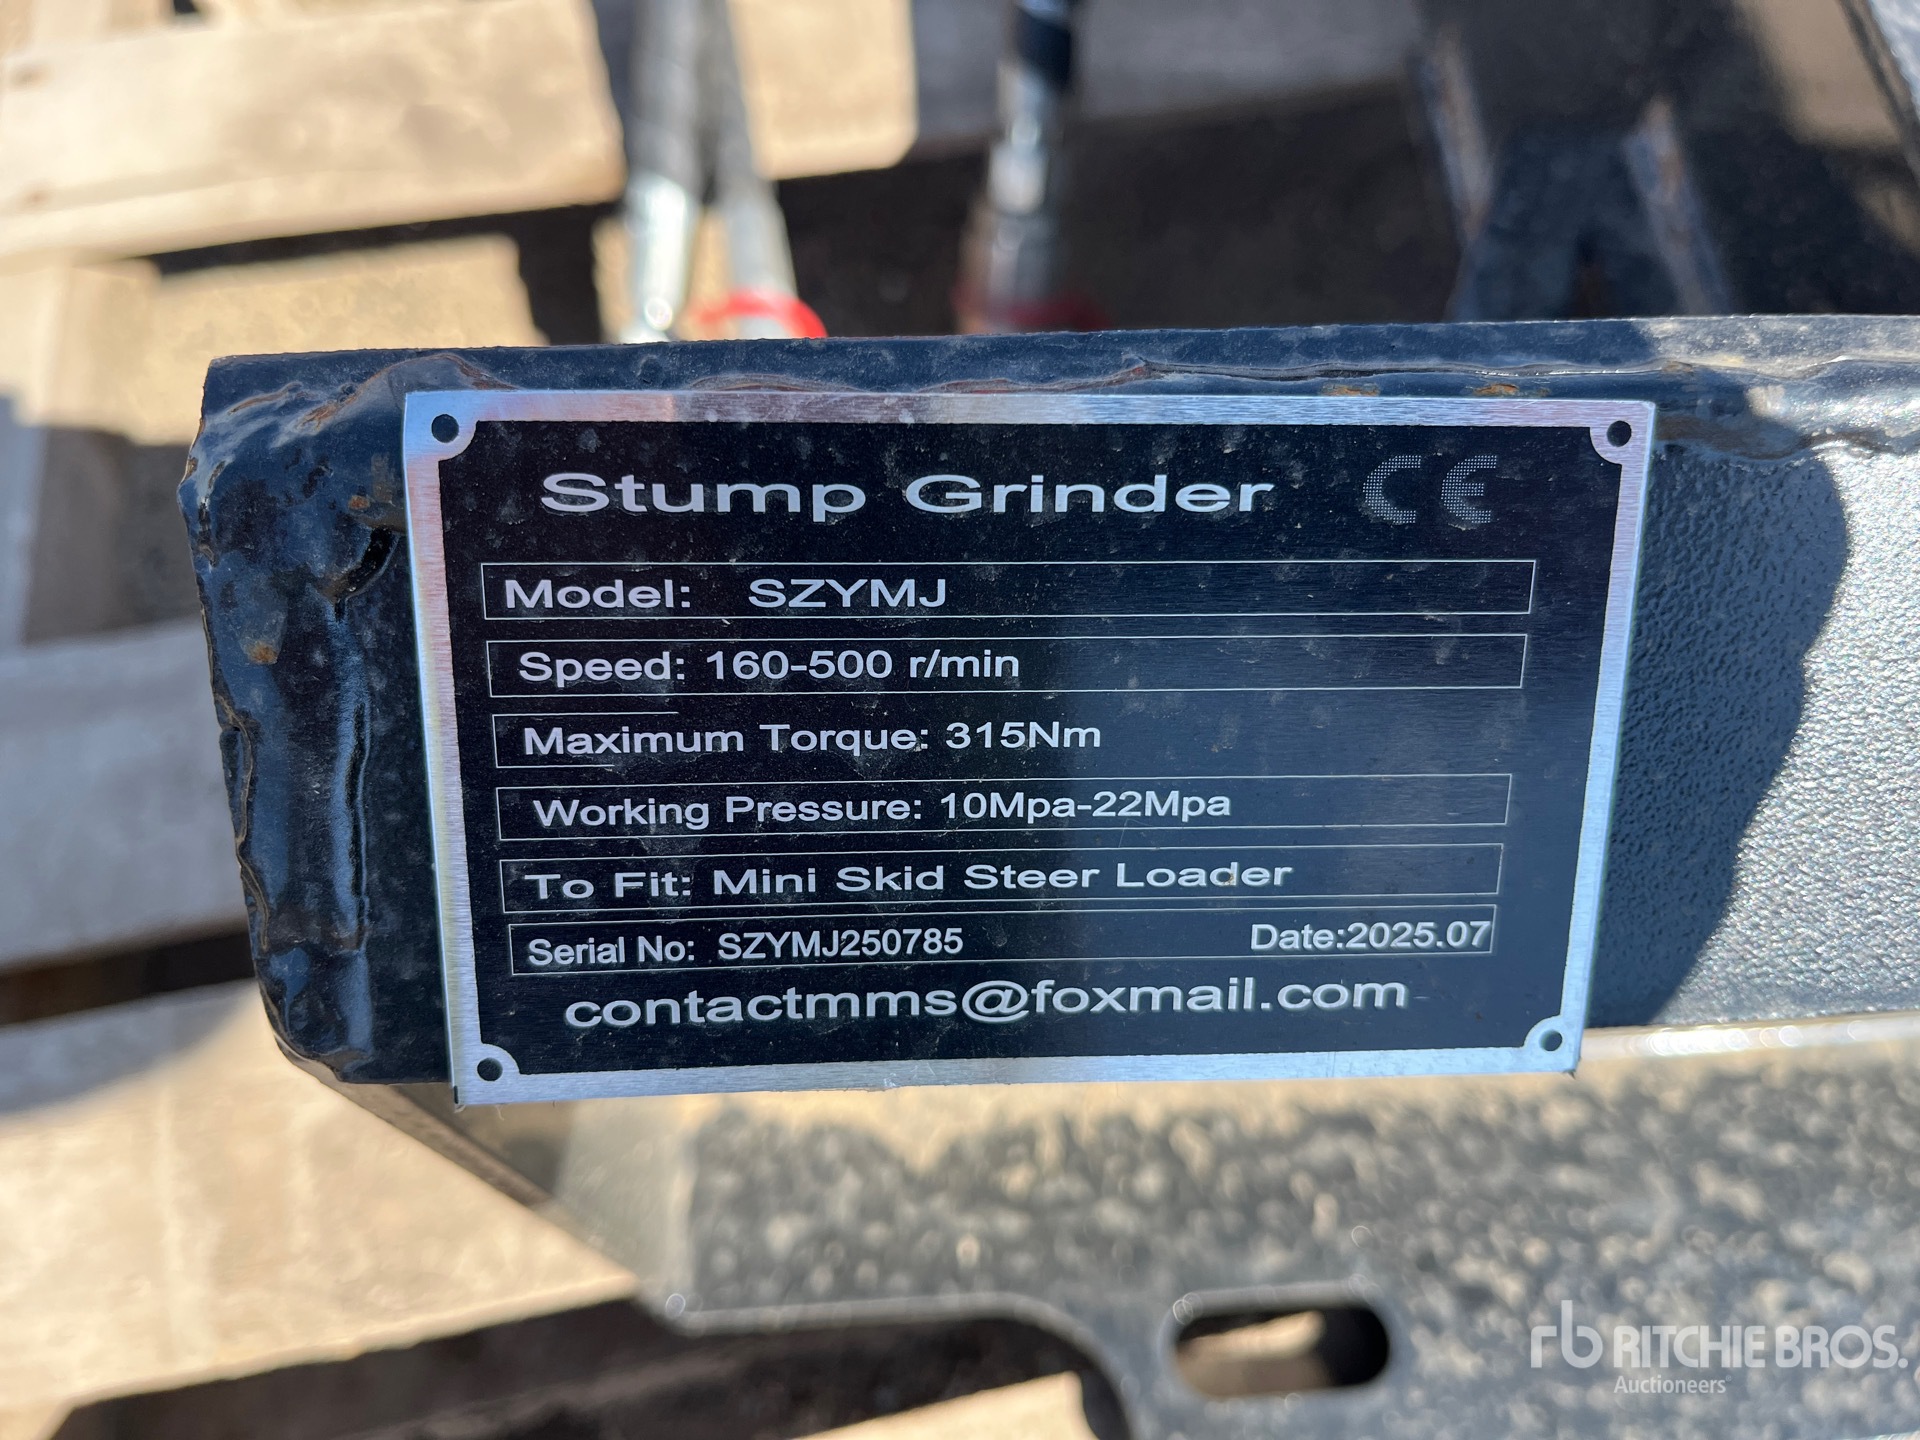 Stump Grinder CE
Model: SZYMJ
Speed: 160-500 r/min
Maximum Torque: 315Nm
Working Pressure: 10Mpa-22Mpa
To Fit: Mini Skid Steer Loader
Serial No: SZYMJ250785 Date:2025.07
contactmms@foxmail.com
rb RITCHIE BROS.
Auctioneers